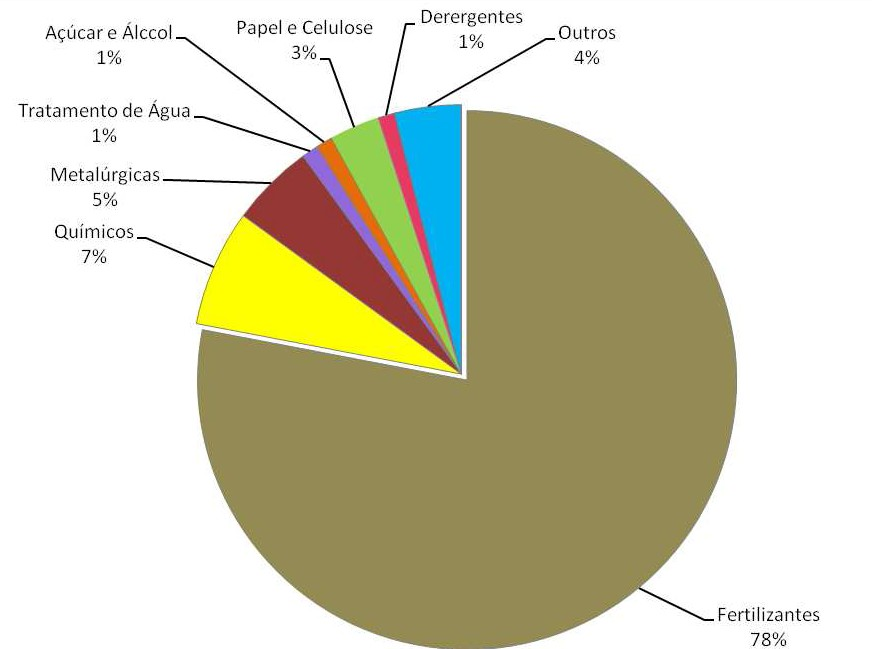 Açúcar e Álccol
1%
Papel e Celulose
3%
Derergentes
1%
Outros
4%
Tratamento de Água
1%
Metalúrgicas
5%
Químicos
7%
Fertilizantes
78%